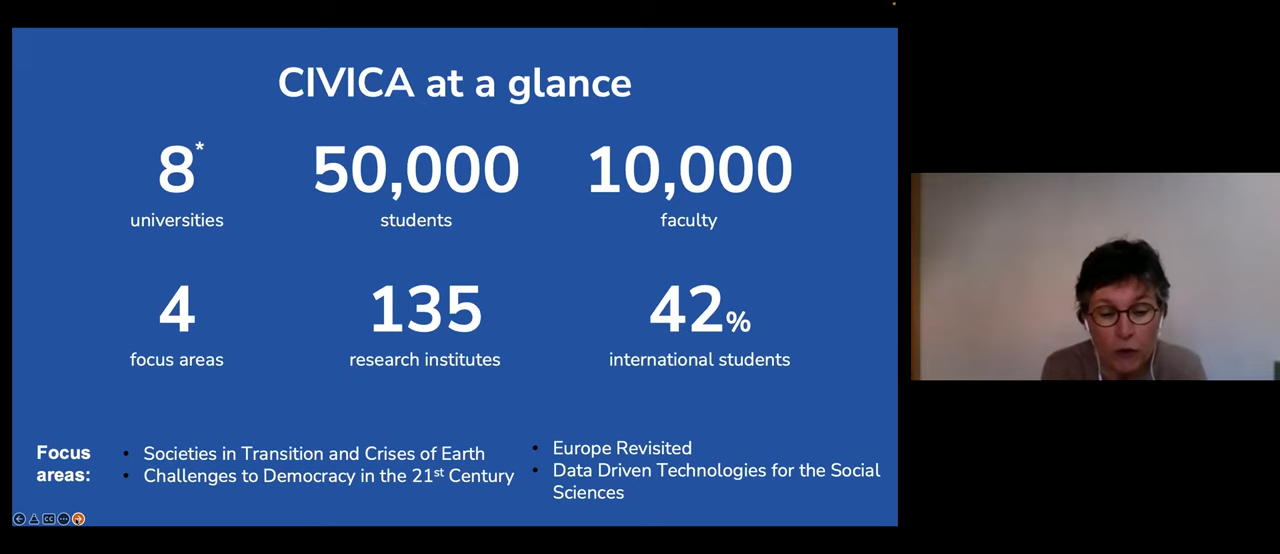 CIVICA at a glance
8*
universities
50,000
students
10,000
faculty
4
focus areas
135
research institutes
42%
international students
Focus
areas:
• Societies in Transition and Crises of Earth
• Challenges to Democracy in the 21st Century
• Europe Revisited
• Data Driven Technologies for the Social
Sciences
CC